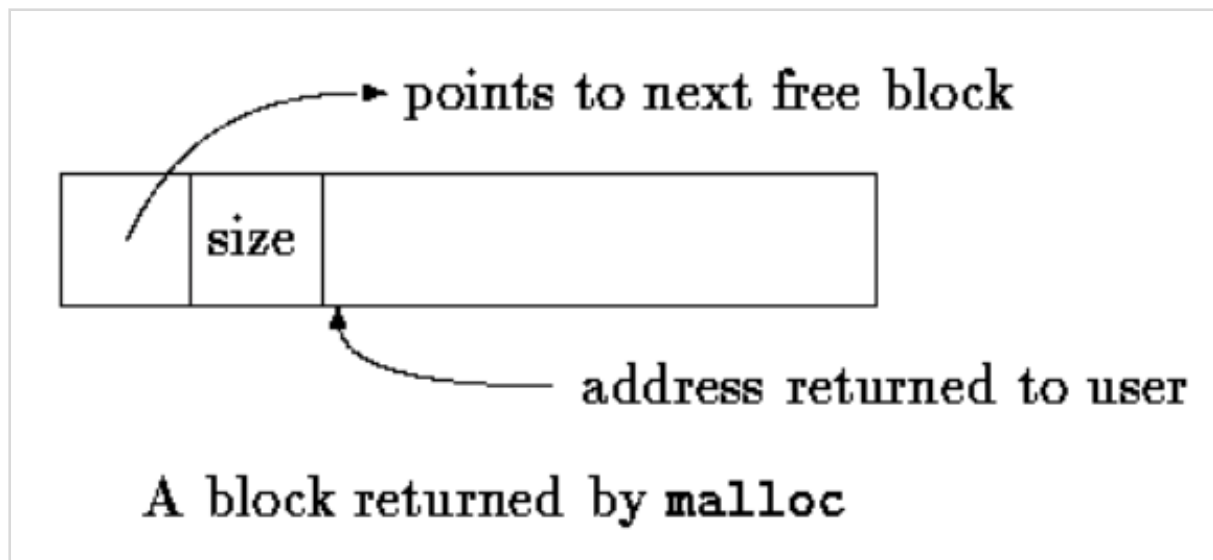 points to next free block
size
address returned to user
A block returned by malloc